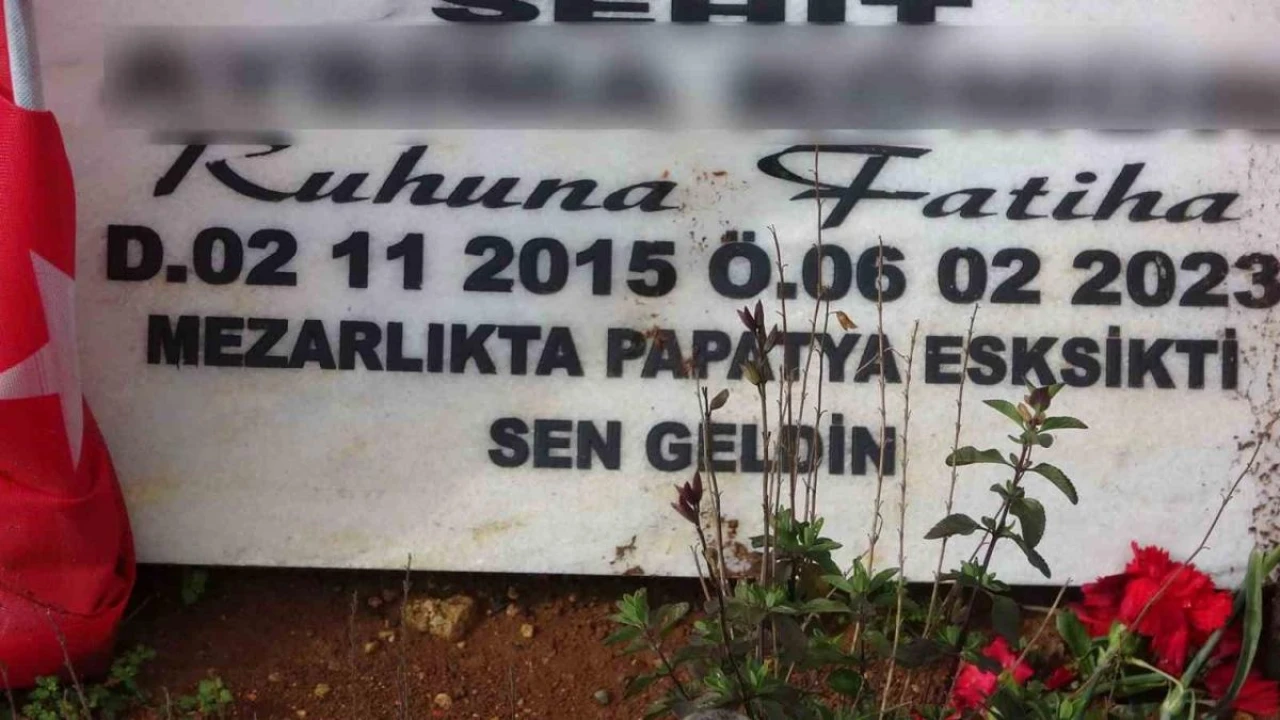 ŞEHİT
Ruhuna Fatiha
D.02 11 2015 Ö.06 02 2023
MEZARLIKTA PAPATYA ESKSİKTİ
SEN GELDİN